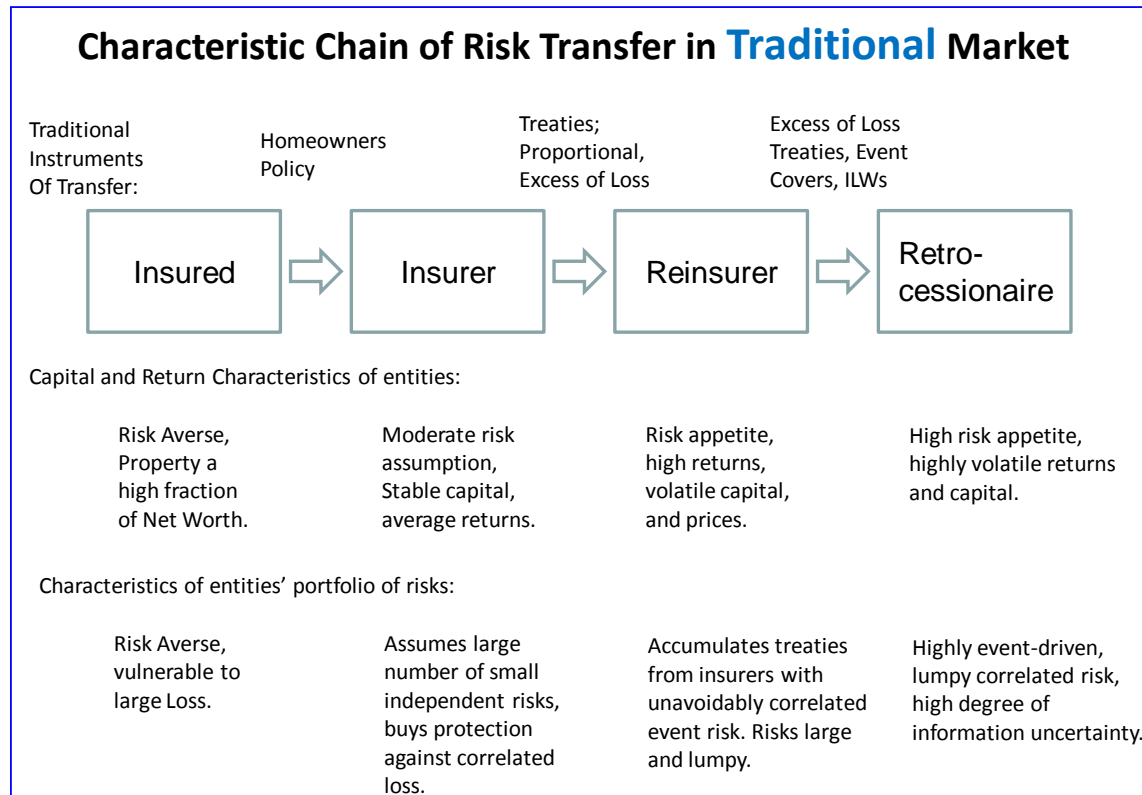 Characteristic Chain of Risk Transfer in Traditional Market
Traditional
Instruments
Of Transfer:
Homeowners
Policy
Treaties;
Proportional,
Excess of Loss
Excess of Loss
Treaties, Event
Covers, ILWs
Insured
Insurer
Reinsurer
Retro-
cessionaire
Capital and Return Characteristics of entities:
Risk Averse,
Property a
high fraction
of Net Worth.
Moderate risk
assumption,
Stable capital,
average returns.
Risk appetite,
high returns,
volatile capital,
and prices.
High risk appetite,
highly volatile returns
and capital.
Characteristics of entities’ portfolio of risks:
Risk Averse,
vulnerable to
large Loss.
Assumes large
number of small
independent risks,
buys protection
against correlated
loss.
Accumulates treaties
from insurers with
unavoidably correlated
event risk. Risks large
and lumpy.
Highly event-driven,
lumpy correlated risk,
high degree of
information uncertainty.